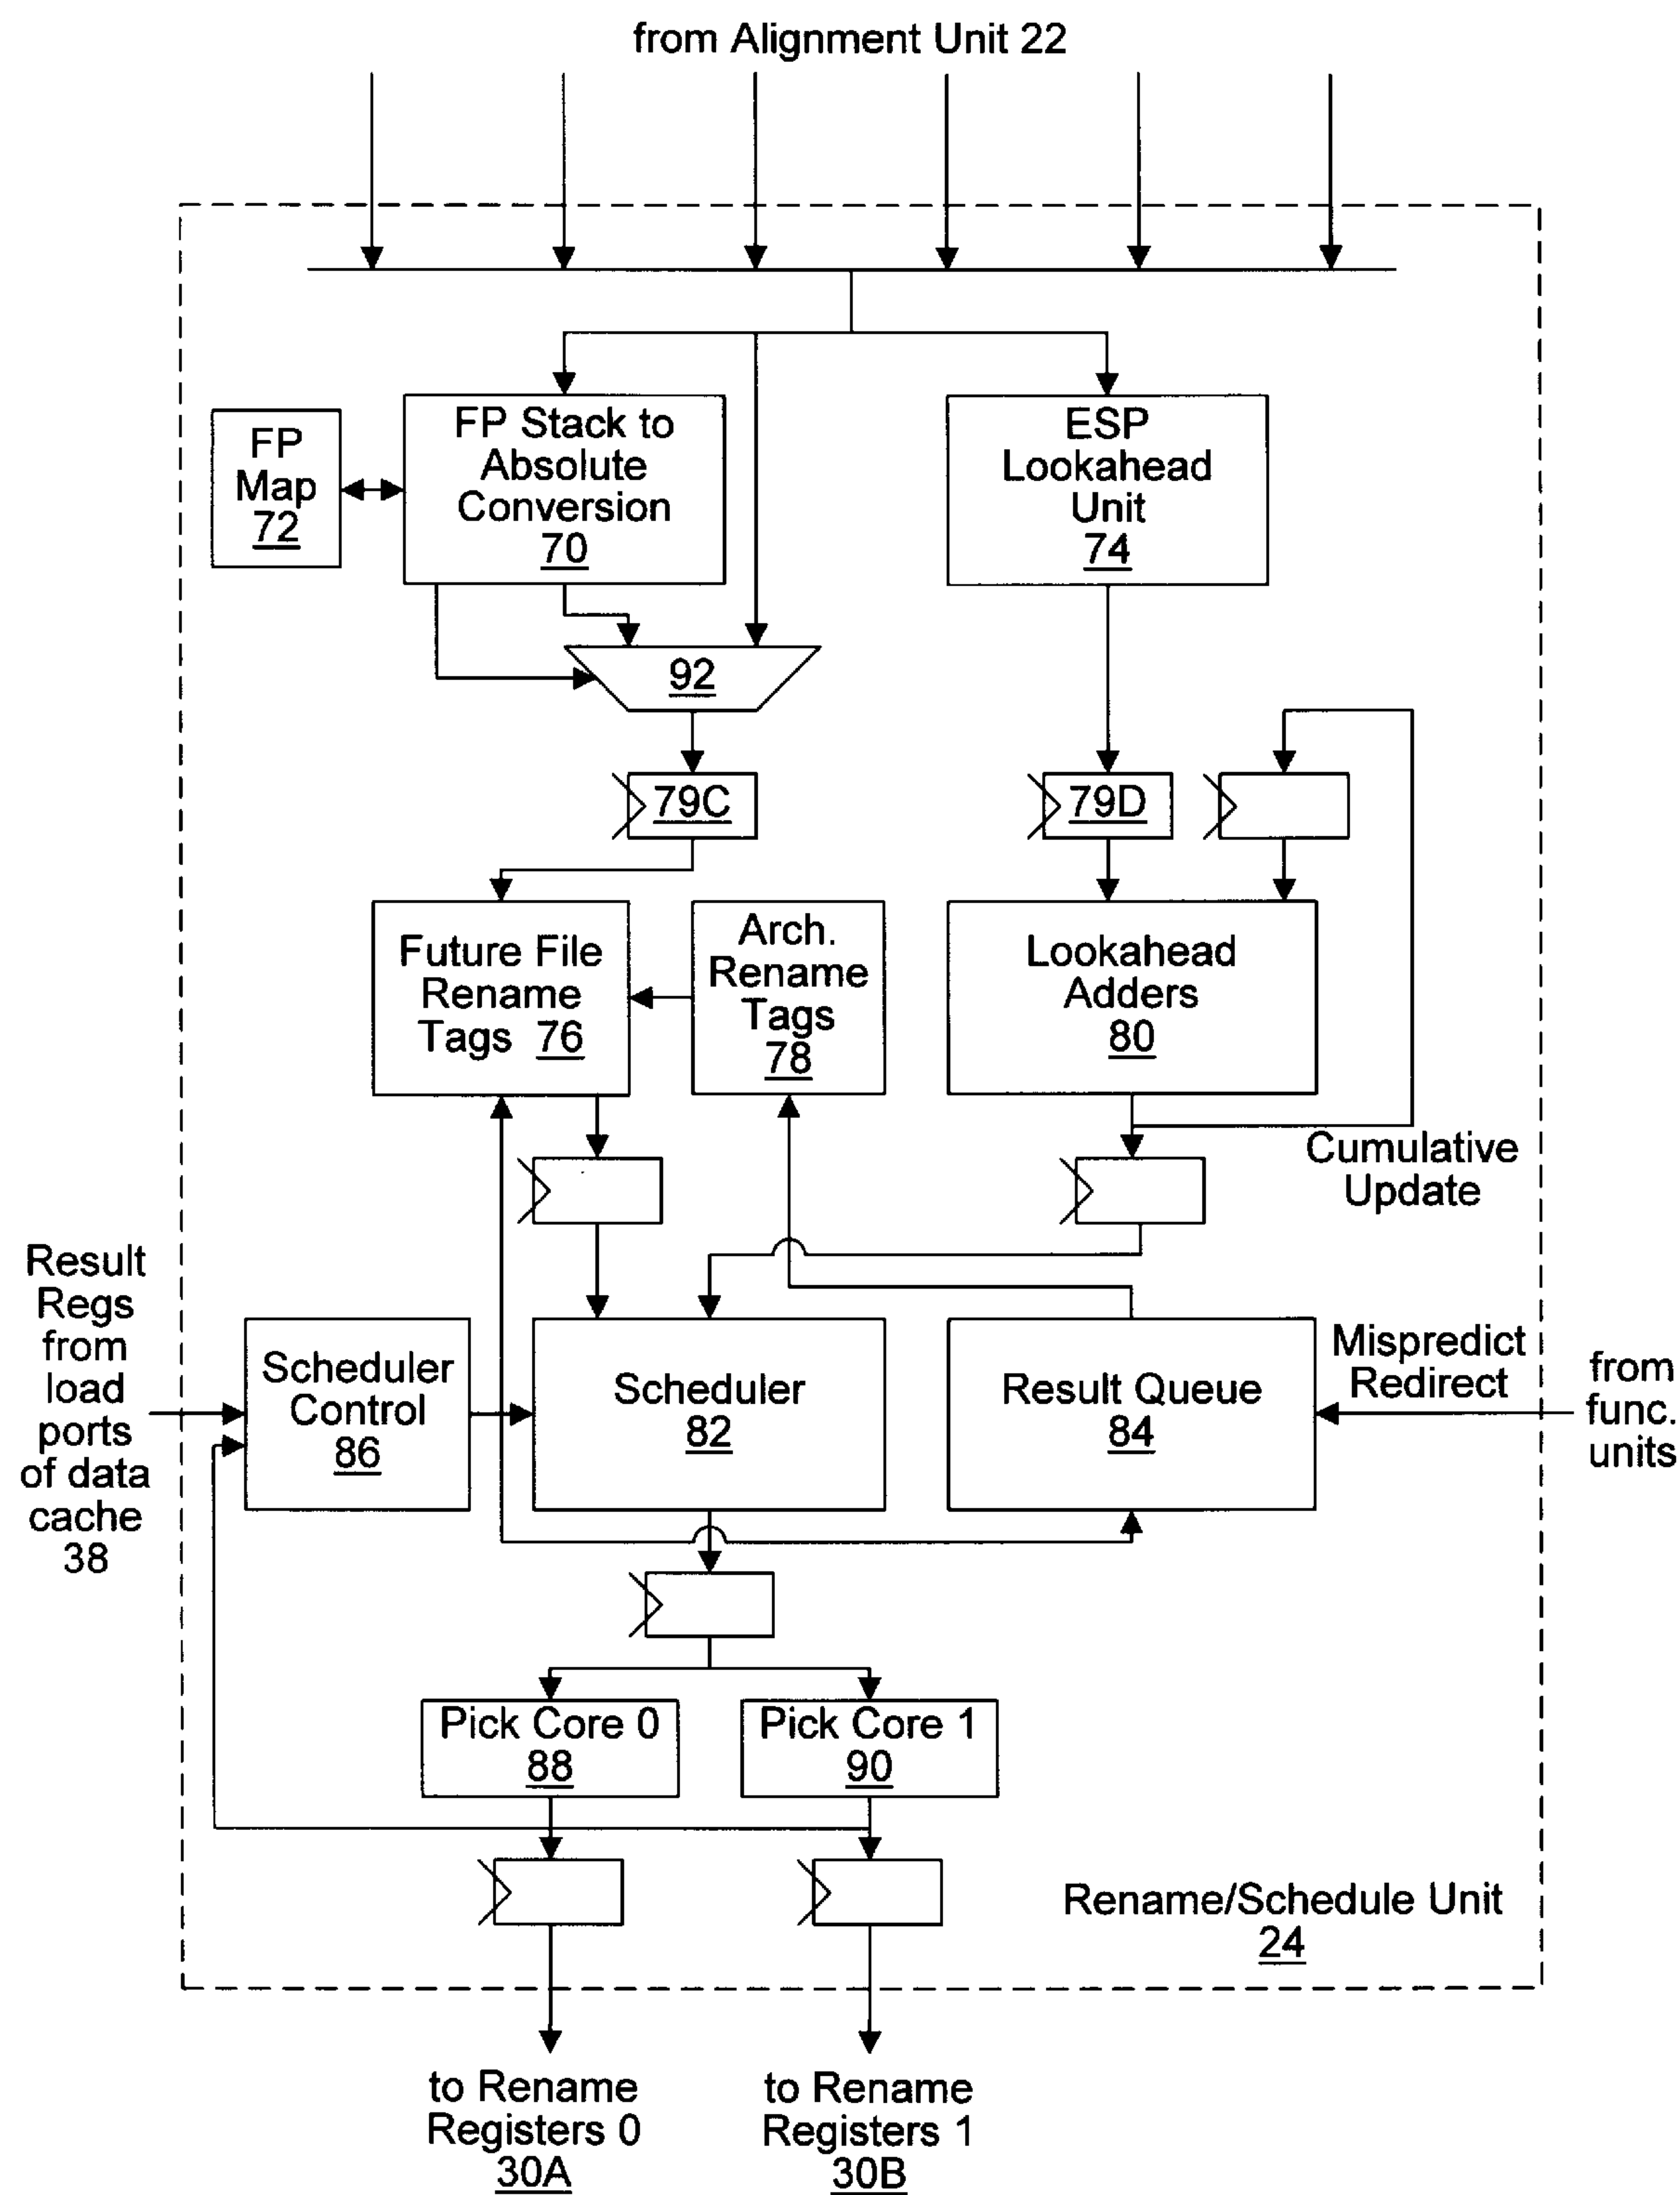 from Alignment Unit 22
FP
Map
72
FP Stack to
Absolute
Conversion
70
ESP
Lookahead
Unit
74
92
79C
79D
Future File
Rename
Tags 76
Arch.
Rename
Tags
78
Lookahead
Adders
80
Cumulative
Update
Result
Regs
from
load
ports
of data
cache
38
Scheduler
Control
86
Scheduler
82
Result Queue
84
Mispredict
Redirect
from
func.
units
Pick Core 0
88
Pick Core 1
90
Rename/Schedule Unit
24
to Rename
Registers 0
30A
to Rename
Registers 1
30B